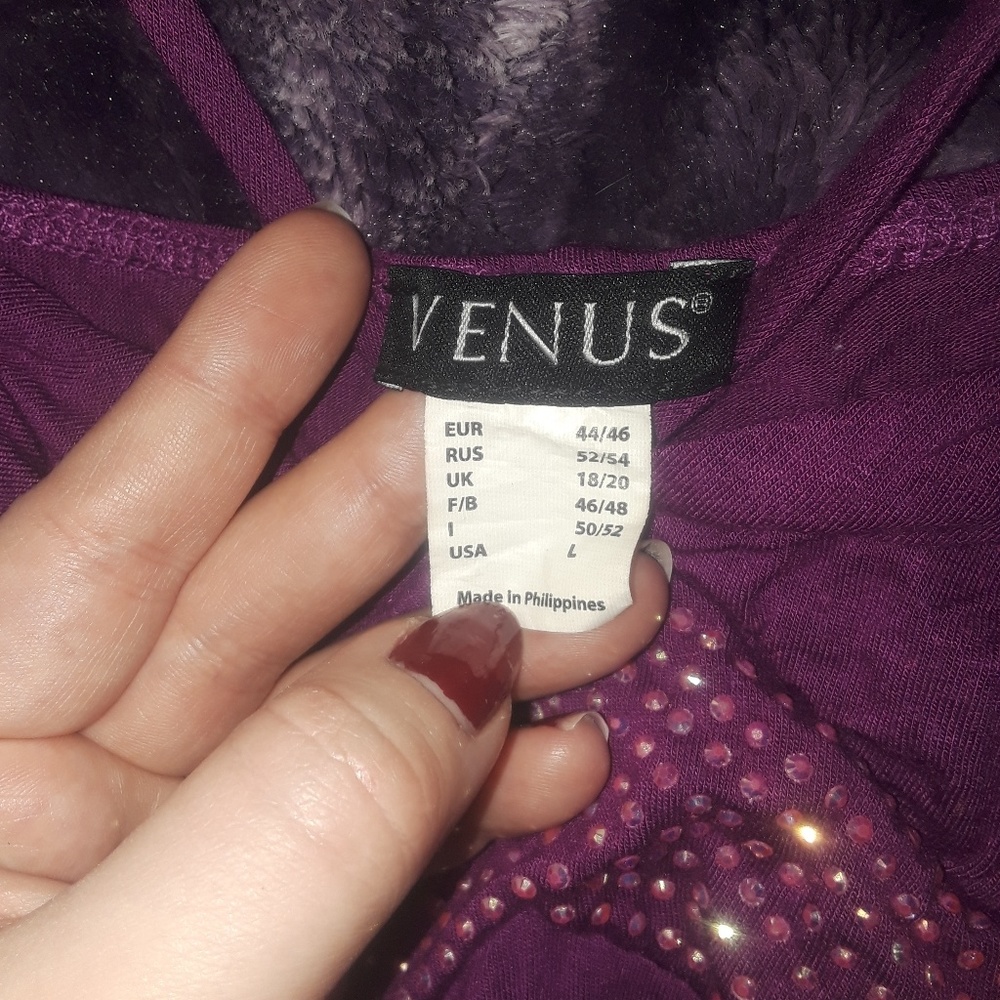 VENUS®
EUR 44/46
RUS 52/54
UK 18/20
F/B 46/48
I 50/52
USA L
Made in Philippines